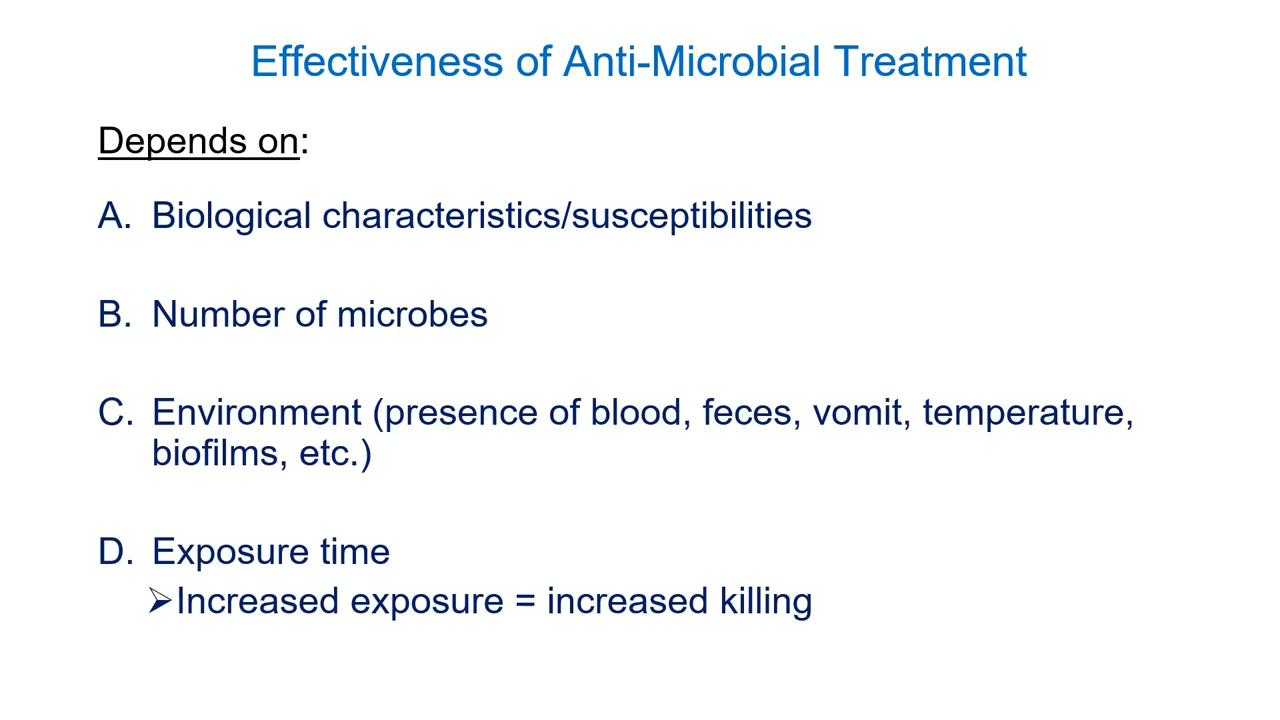 Effectiveness of Anti-Microbial Treatment
Depends on:
A. Biological characteristics/susceptibilities
B. Number of microbes
C. Environment (presence of blood, feces, vomit, temperature,
biofilms, etc.)
D. Exposure time
➢Increased exposure = increased killing